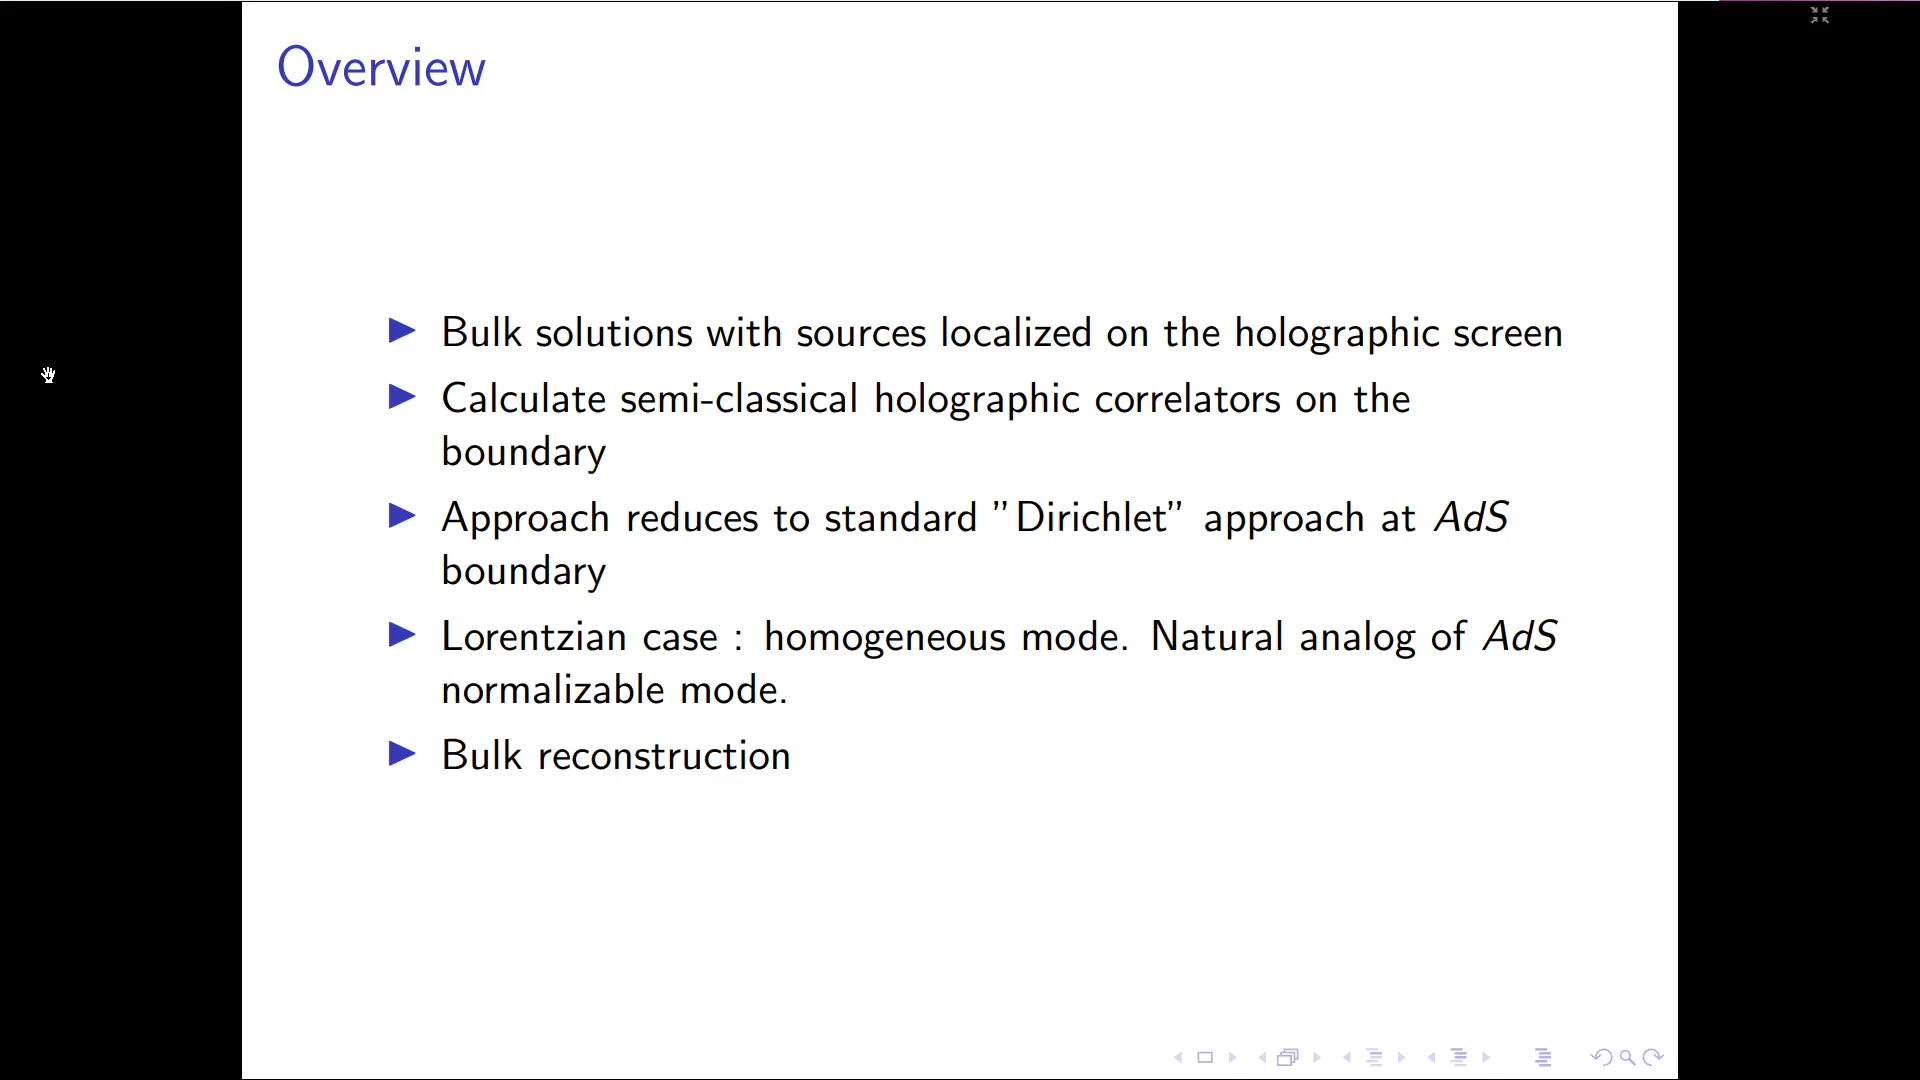 Overview
Bulk solutions with sources localized on the holographic screen
Calculate semi-classical holographic correlators on the
boundary
Approach reduces to standard ”Dirichlet” approach at AdS
boundary
Lorentzian case : homogeneous mode. Natural analog of AdS
normalizable mode.
Bulk reconstruction